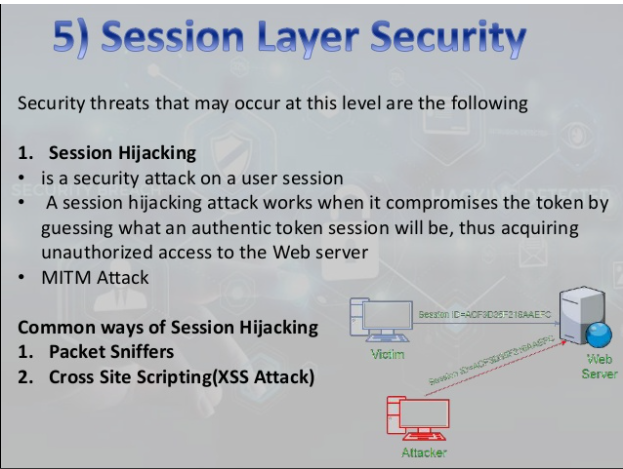 5) Session Layer Security
Security threats that may occur at this level are the following
1. Session Hijacking
• is a security attack on a user session
• A session hijacking attack works when it compromises the token by
guessing what an authentic token session will be, thus acquiring
unauthorized access to the Web server
• MITM Attack
Common ways of Session Hijacking
1. Packet Sniffers
2. Cross Site Scripting(XSS Attack)
Victim
Web
Server
Attacker